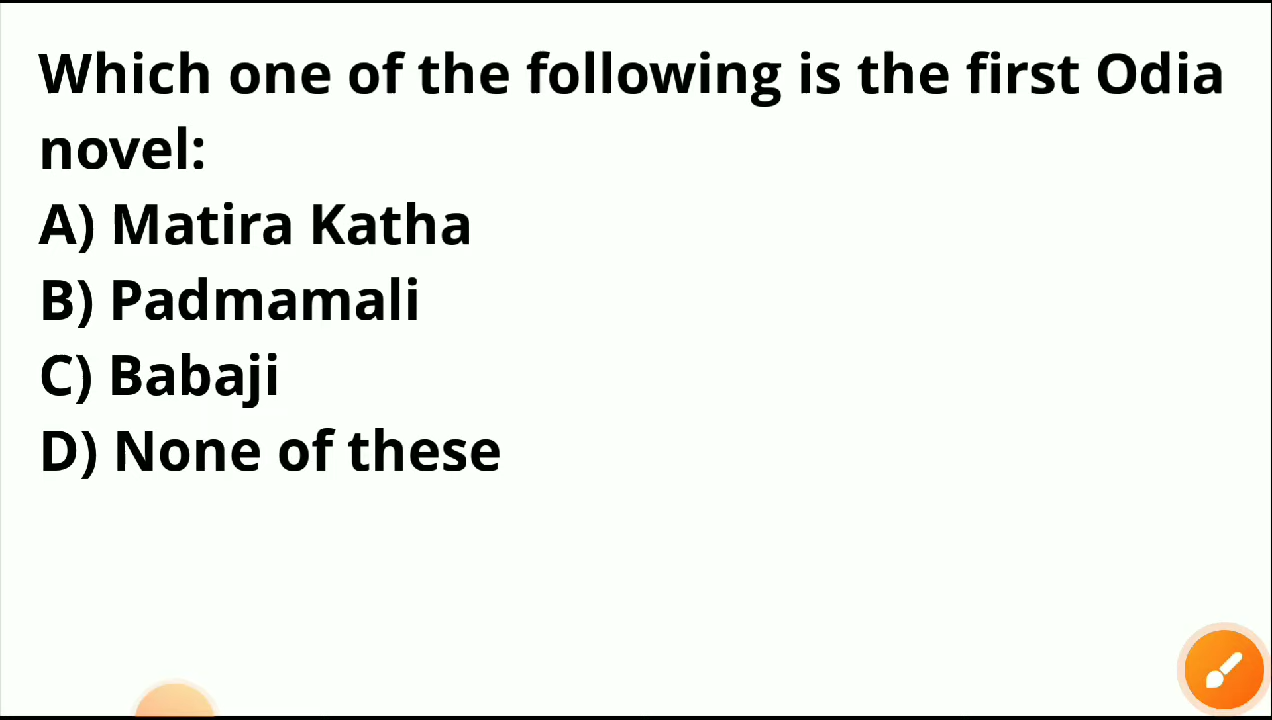 Which one of the following is the first Odia
novel:
A) Matira Katha
B) Padmamali
C) Babaji
D) None of these